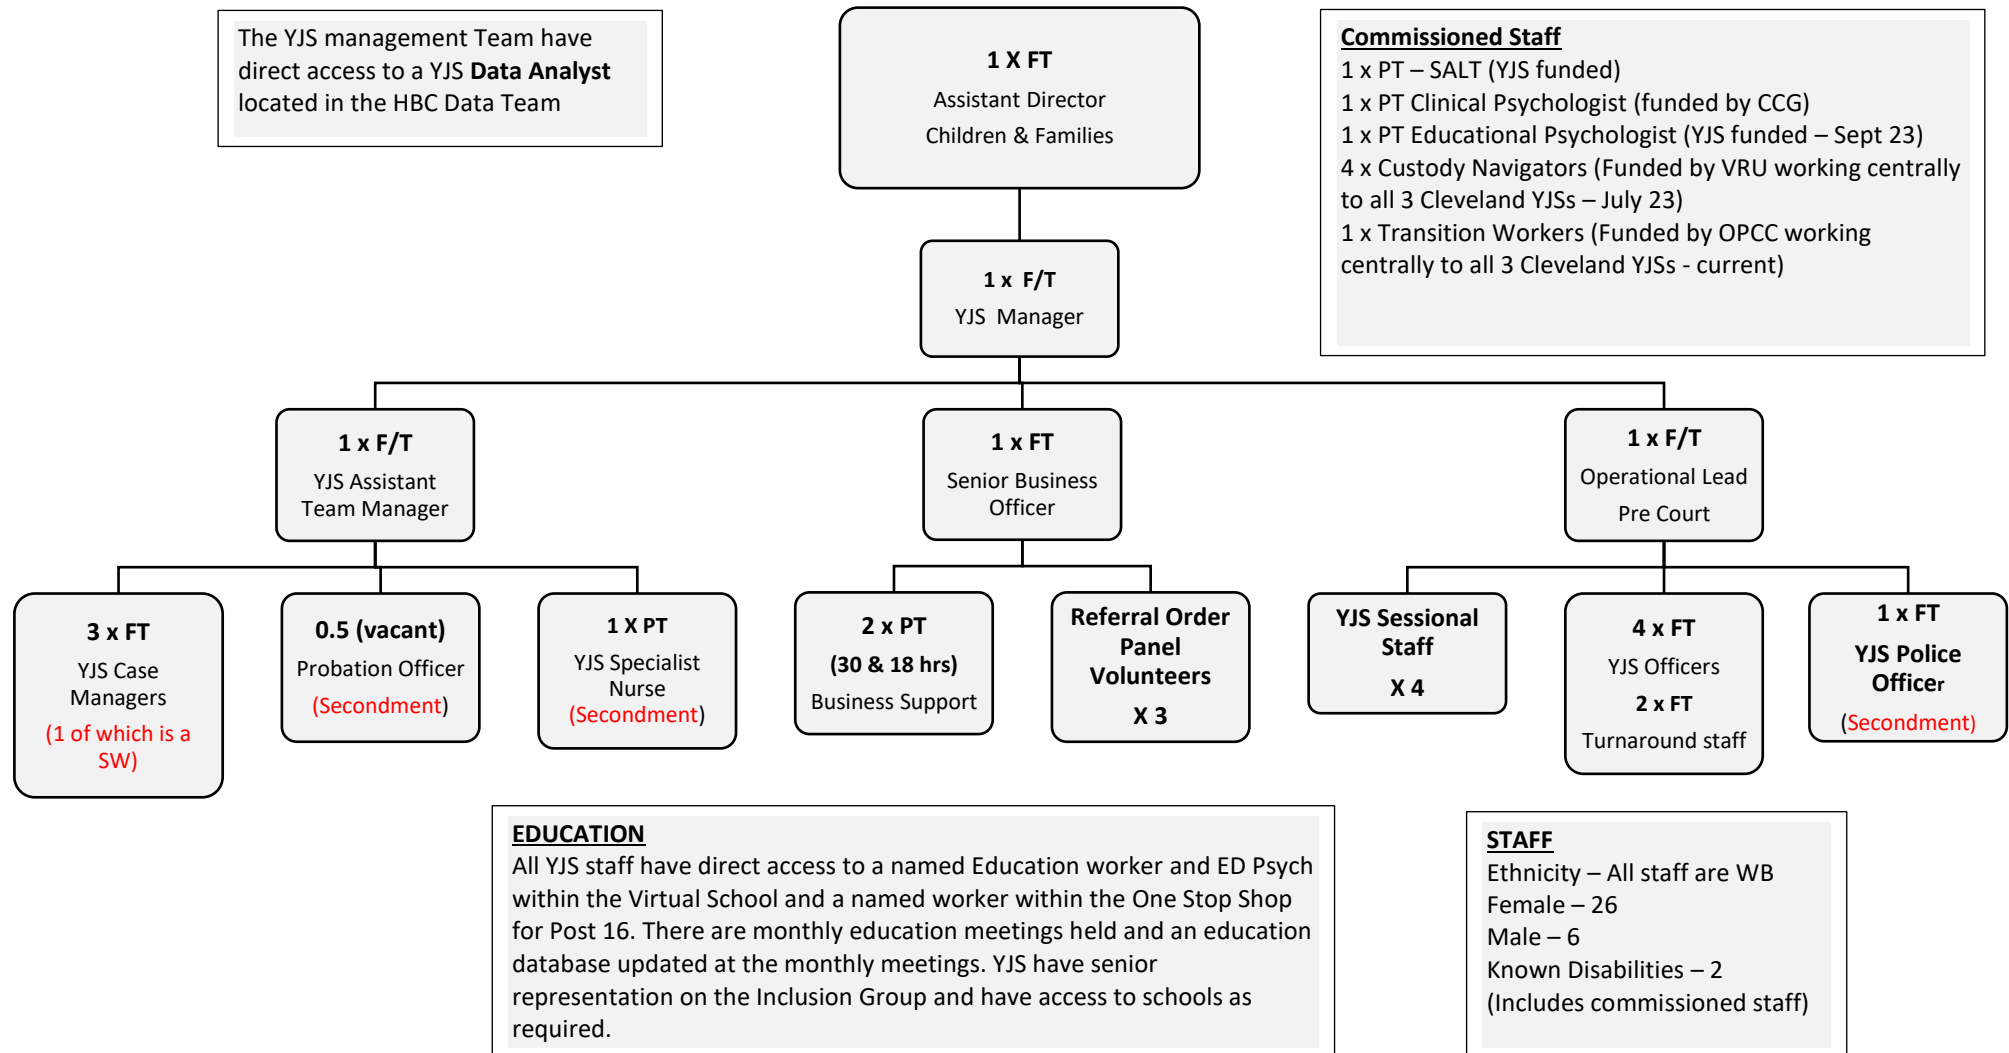 The YJS management Team have
direct access to a YJS Data Analyst
located in the HBC Data Team
1 X FT
Assistant Director
Children & Families
Commissioned Staff
1 x PT – SALT (YJS funded)
1 x PT Clinical Psychologist (funded by CCG)
1 x PT Educational Psychologist (YJS funded – Sept 23)
4 x Custody Navigators (Funded by VRU working centrally
to all 3 Cleveland YJSs – July 23)
1 x Transition Workers (Funded by OPCC working
centrally to all 3 Cleveland YJSs - current)
1 x F/T
YJS Manager
1 x F/T
YJS Assistant
Team Manager
1 x FT
Senior Business
Officer
1 x F/T
Operational Lead
Pre Court
3 x FT
YJS Case
Managers
(1 of which is a
SW)
0.5 (vacant)
Probation Officer
(Secondment)
1 X PT
YJS Specialist
Nurse
(Secondment)
2 x PT
(30 & 18 hrs)
Business Support
Referral Order
Panel
Volunteers
X 3
YJS Sessional
Staff
X 4
4 x FT
YJS Officers
2 x FT
Turnaround staff
1 x FT
YJS Police
Officer
(Secondment)
EDUCATION
All YJS staff have direct access to a named Education worker and ED Psych
within the Virtual School and a named worker within the One Stop Shop
for Post 16. There are monthly education meetings held and an education
database updated at the monthly meetings. YJS have senior
representation on the Inclusion Group and have access to schools as
required.
STAFF
Ethnicity – All staff are WB
Female – 26
Male – 6
Known Disabilities – 2
(Includes commissioned staff)